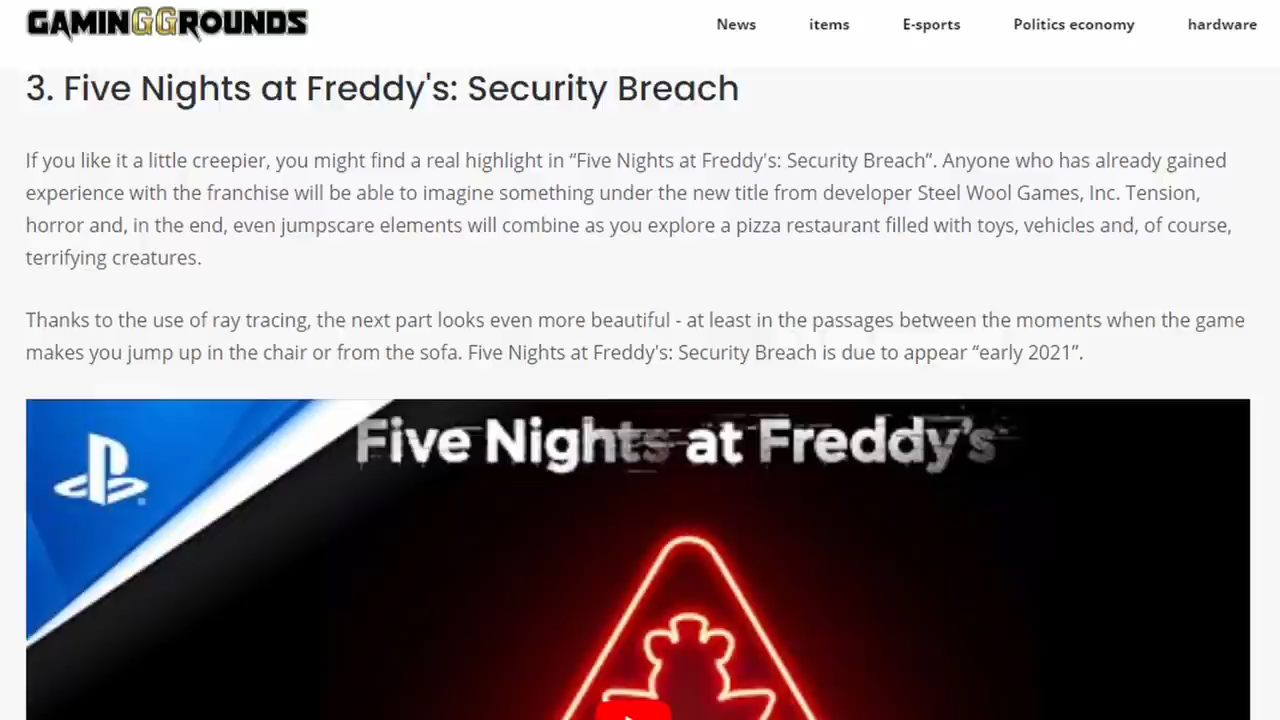 GAMINGGROUNDS
News items E-sports Politics economy hardware
3. Five Nights at Freddy's: Security Breach
If you like it a little creepier, you might find a real highlight in “Five Nights at Freddy's: Security Breach”. Anyone who has already gained
experience with the franchise will be able to imagine something under the new title from developer Steel Wool Games, Inc. Tension,
horror and, in the end, even jumpscare elements will combine as you explore a pizza restaurant filled with toys, vehicles and, of course,
terrifying creatures.
Thanks to the use of ray tracing, the next part looks even more beautiful - at least in the passages between the moments when the game
makes you jump up in the chair or from the sofa. Five Nights at Freddy's: Security Breach is due to appear “early 2021”.
Five Nights at Freddy's